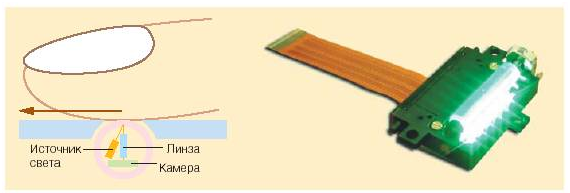 Источник
света
Линза
Камера